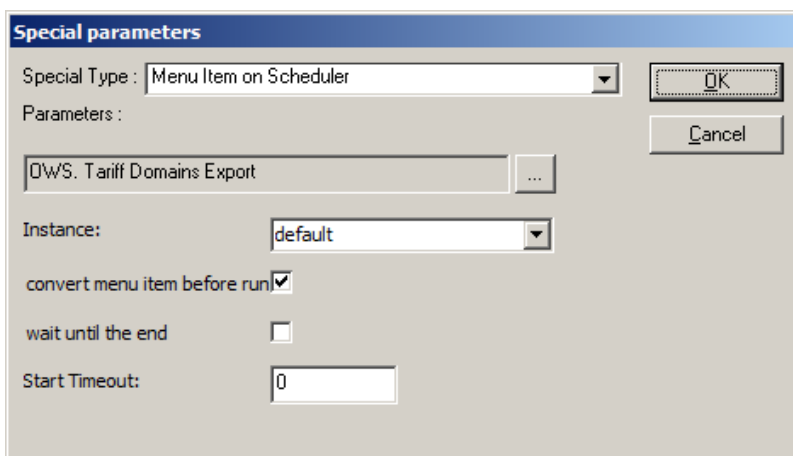 Special parameters
Special Type : Menu Item on Scheduler
OK
Parameters :
Cancel
OWS. Tariff Domains Export ...
Instance: default
convert menu item before run
wait until the end
Start Timeout: 0